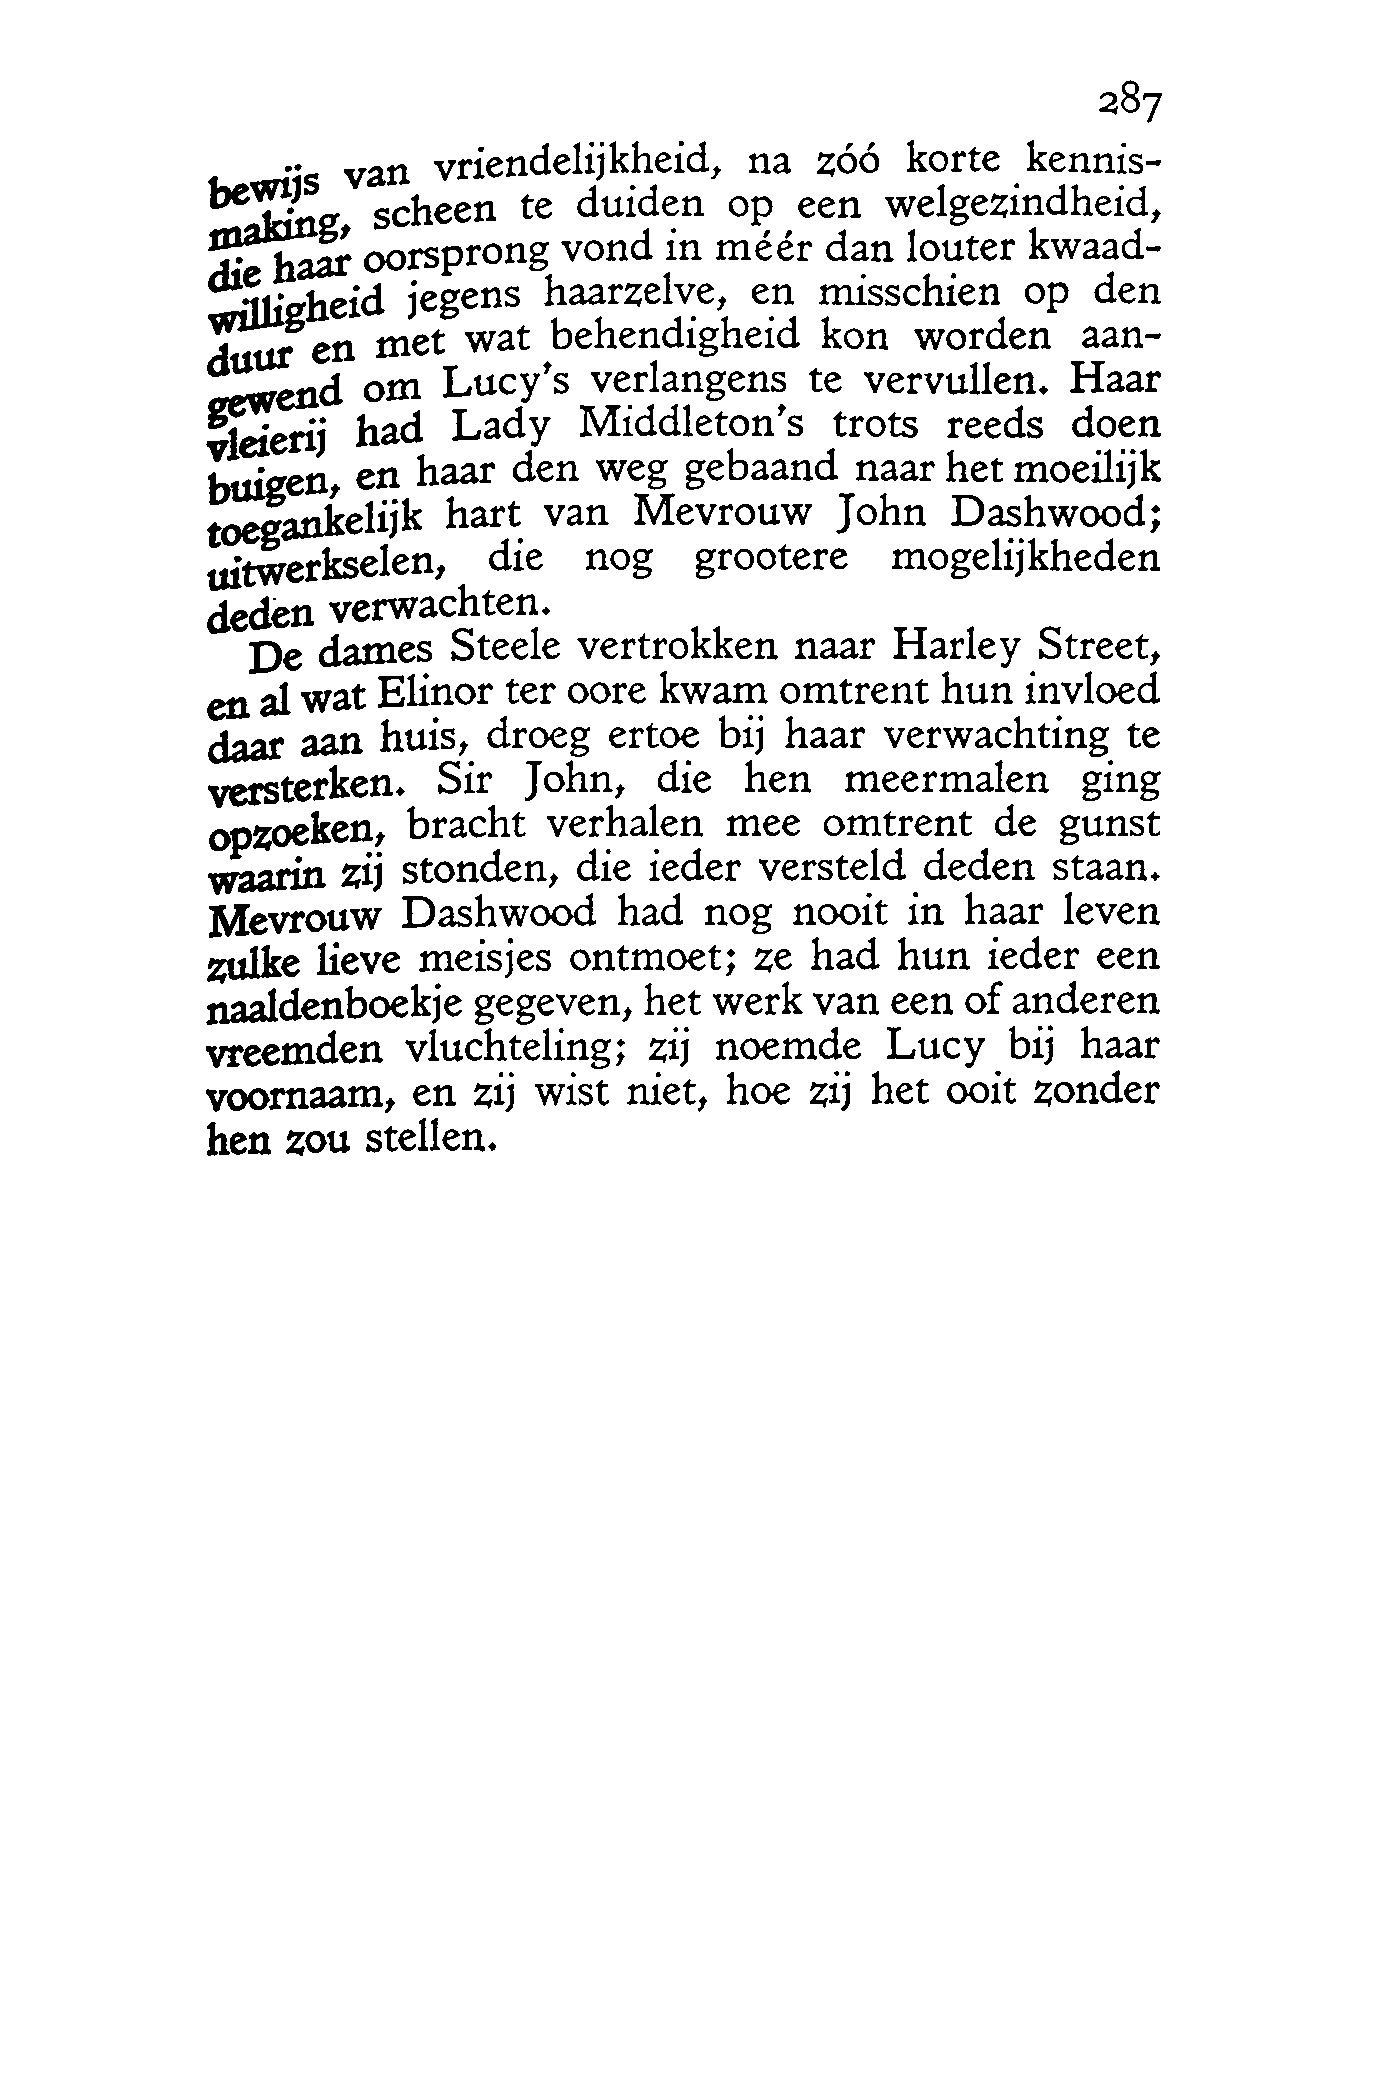 287
bewijs van vriendelijkheid, na zóó korte kennis-
making, scheen te duiden op een welgezindheid,
die haar oorsprong vond in méér dan louter kwaad-
willigheid jegens haarzelve, en misschien op den
duur en met wat behendigheid kon worden aan-
gewend om Lucy's verlangens te vervullen. Haar
vleierij had Lady Middleton's trots reeds doen
buigen, en haar den weg gebaand naar het moeilijk
toegankelijk hart van Mevrouw John Dashwood;
uitwerkselen, die nog grootere mogelijkheden
deden verwachten.
De dames Steele vertrokken naar Harley Street,
en al wat Elinor ter oore kwam omtrent hun invloed
daar aan huis, droeg ertoe bij haar verwachting te
versterken. Sir John, die hen meermalen ging
opzoeken, bracht verhalen mee omtrent de gunst
waarin zij stonden, die ieder versteld deden staan.
Mevrouw Dashwood had nog nooit in haar leven
zulke lieve meisjes ontmoet; ze had hun ieder een
naaldenboekje gegeven, het werk van een of anderen
vreemden vluchteling; zij noemde Lucy bij haar
voornaam, en zij wist niet, hoe zij het ooit zonder
hen zou stellen.